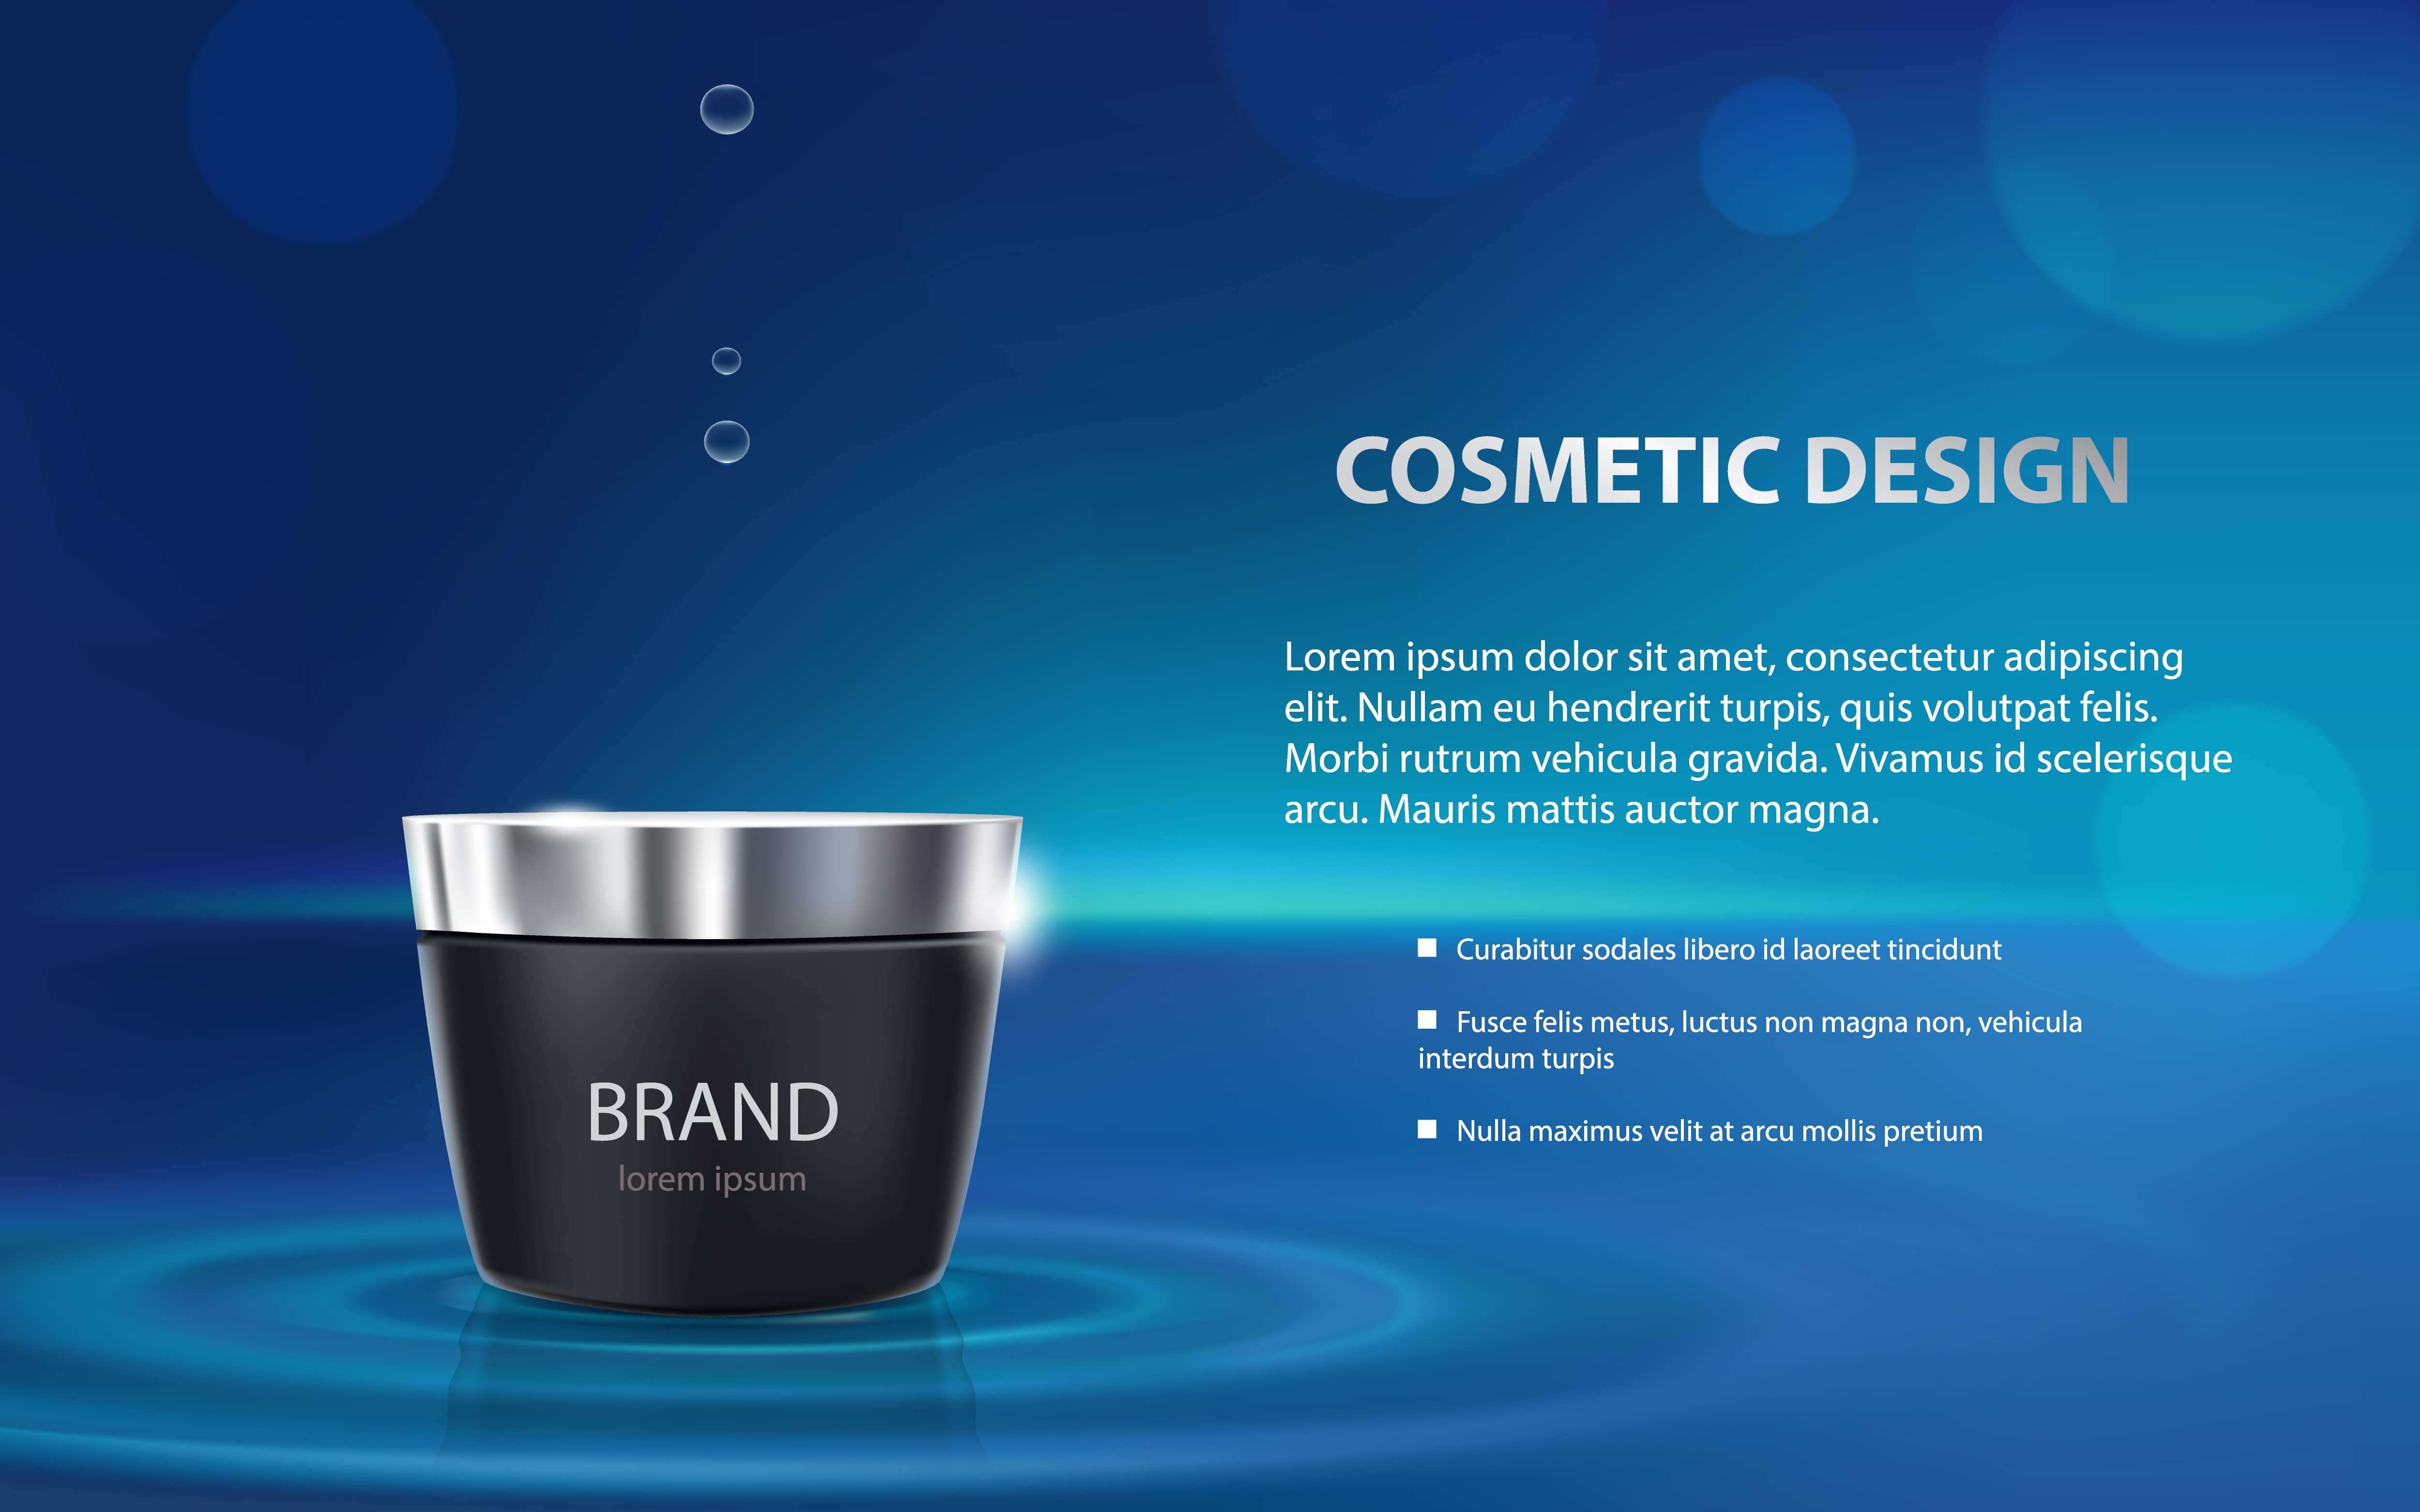 COSMETIC DESIGN
Lorem ipsum dolor sit amet, consectetur adipiscing
elit. Nullam eu hendrerit turpis, quis volutpat felis.
Morbi rutrum vehicula gravida. Vivamus id scelerisque
arcu. Mauris mattis auctor magna.
■ Curabitur sodales libero id laoreet tincidunt
■ Fusce felis metus, luctus non magna non, vehicula
interdum turpis
■ Nulla maximus velit at arcu mollis pretium
BRAND
lorem ipsum